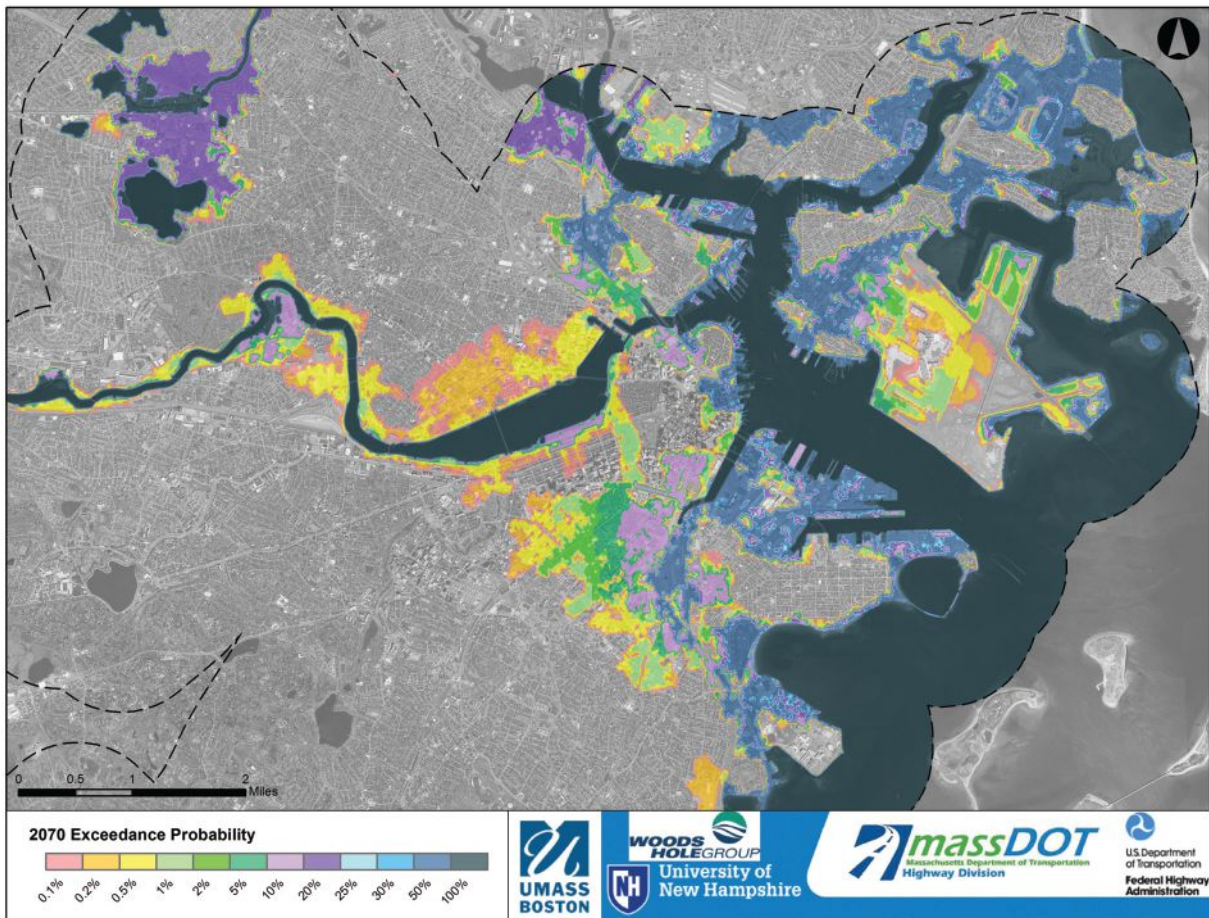 0 0.5 1 2
Miles
2070 Exceedance Probability
0.1% 0.2% 0.5% 1% 2% 5% 10% 20% 25% 30% 50% 100%
UMASS
BOSTON
WOODS
HOLEGROUP
NH
University of
New Hampshire
massDOT
Massachusetts Department of Transportation
Highway Division
U.S. Department
of Transportation
Federal Highway
Administration